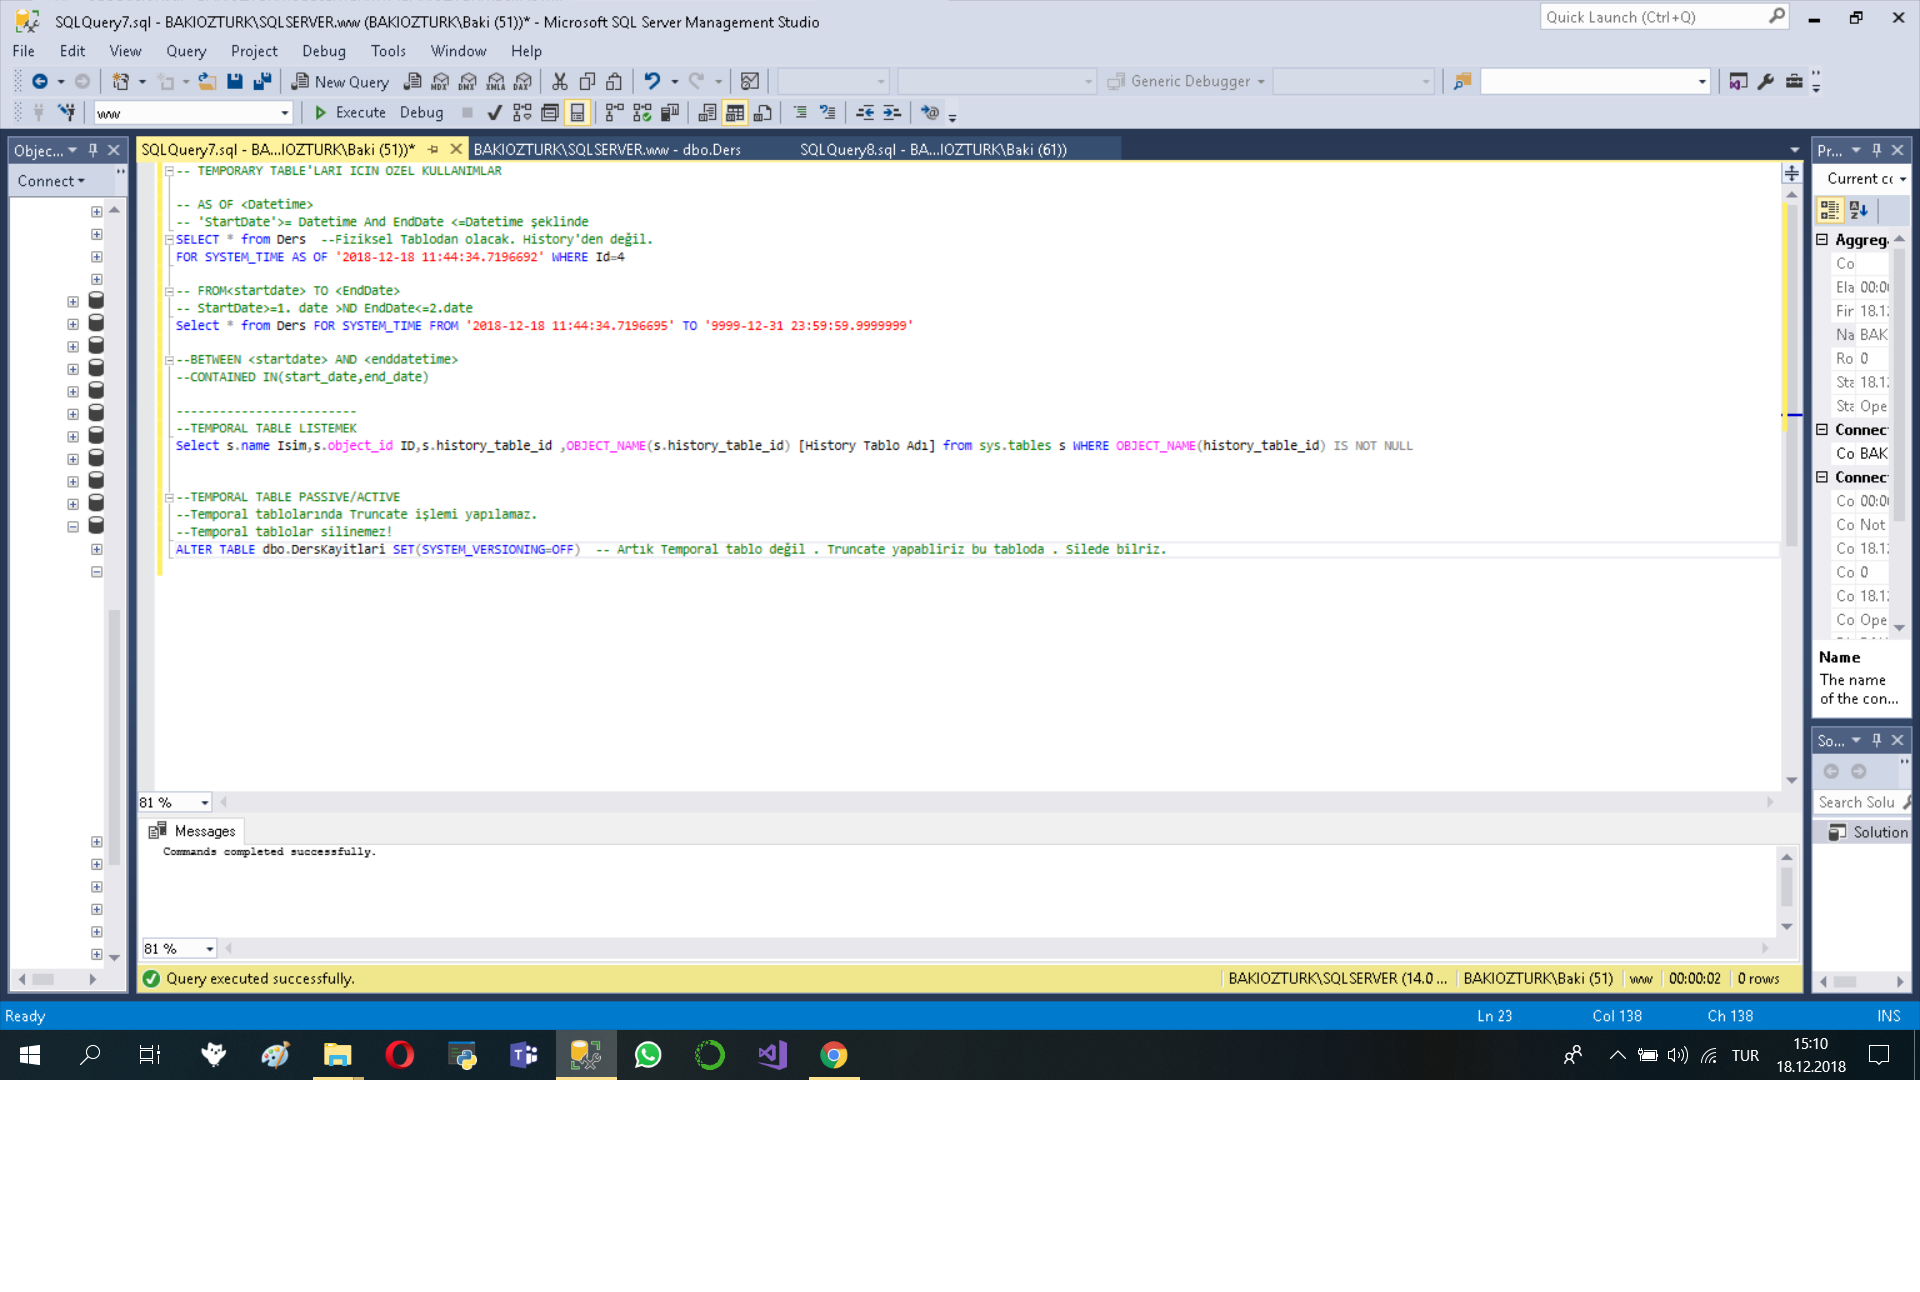 SQLQuery7.sql - BAKIOZTURK\SQLSERVER.ww (BAKIOZTURK\Baki (51))* - Microsoft SQL Server Management Studio
Quick Launch (Ctrl+Q)
File Edit View Query Project Debug Tools Window Help
New Query
MDX DMX XMLA DAX
Generic Debugger
ww
Execute Debug
Objec...
SQLQuery7.sql - BA...IOZTURK\Baki (51))*
BAKIOZTURK\SQLSERVER.ww - dbo.Ders
SQLQuery8.sql - BA...IOZTURK\Baki (61))
Pr...
Connect
Current cc
-- TEMPORARY TABLE'LARI ICIN OZEL KULLANIMLAR
-- AS OF <Datetime>
-- 'StartDate'>= Datetime And EndDate <=Datetime şeklinde
SELECT * from Ders --Fiziksel Tablodan olacak. History'den değil.
FOR SYSTEM_TIME AS OF '2018-12-18 11:44:34.7196692' WHERE Id=4
-- FROM<startdate> TO <EndDate>
-- StartDate>=1. date >ND EndDate<=2.date
Select * from Ders FOR SYSTEM_TIME FROM '2018-12-18 11:44:34.7196695' TO '9999-12-31 23:59:59.9999999'
--BETWEEN <startdate> AND <enddatetime>
--CONTAINED IN(start_date,end_date)
-------------------------
--TEMPORAL TABLE LISTEMEK
Select s.name Isim,s.object_id ID,s.history_table_id ,OBJECT_NAME(s.history_table_id) [History Tablo Adı] from sys.tables s WHERE OBJECT_NAME(history_table_id) IS NOT NULL
--TEMPORAL TABLE PASSIVE/ACTIVE
--Temporal tablolarında Truncate işlemi yapılamaz.
--Temporal tablolar silinemez!
ALTER TABLE dbo.DersKayitlari SET(SYSTEM_VERSIONING=OFF) -- Artık Temporal tablo değil . Truncate yapabliriz bu tabloda . Silede bilriz.
Aggreg
Co
Ela 00:0
Fir 18.1
Na BAK
Ro 0
Sta 18.1
Sta Ope
Connec
Co BAK
Connec
Co 00:0
Co Not
Co 18.1
Co 0
Co 18.1
Co Ope
Name
The name
of the con...
So...
Search Solu
Solution
81 %
Messages
Commands completed successfully.
81 %
Query executed successfully.
BAKIOZTURK\SQLSERVER (14.0 ... BAKIOZTURK\Baki (51) ww 00:00:02 0 rows
Ready Ln 23 Col 138 Ch 138 INS
TUR
15:10
18.12.2018